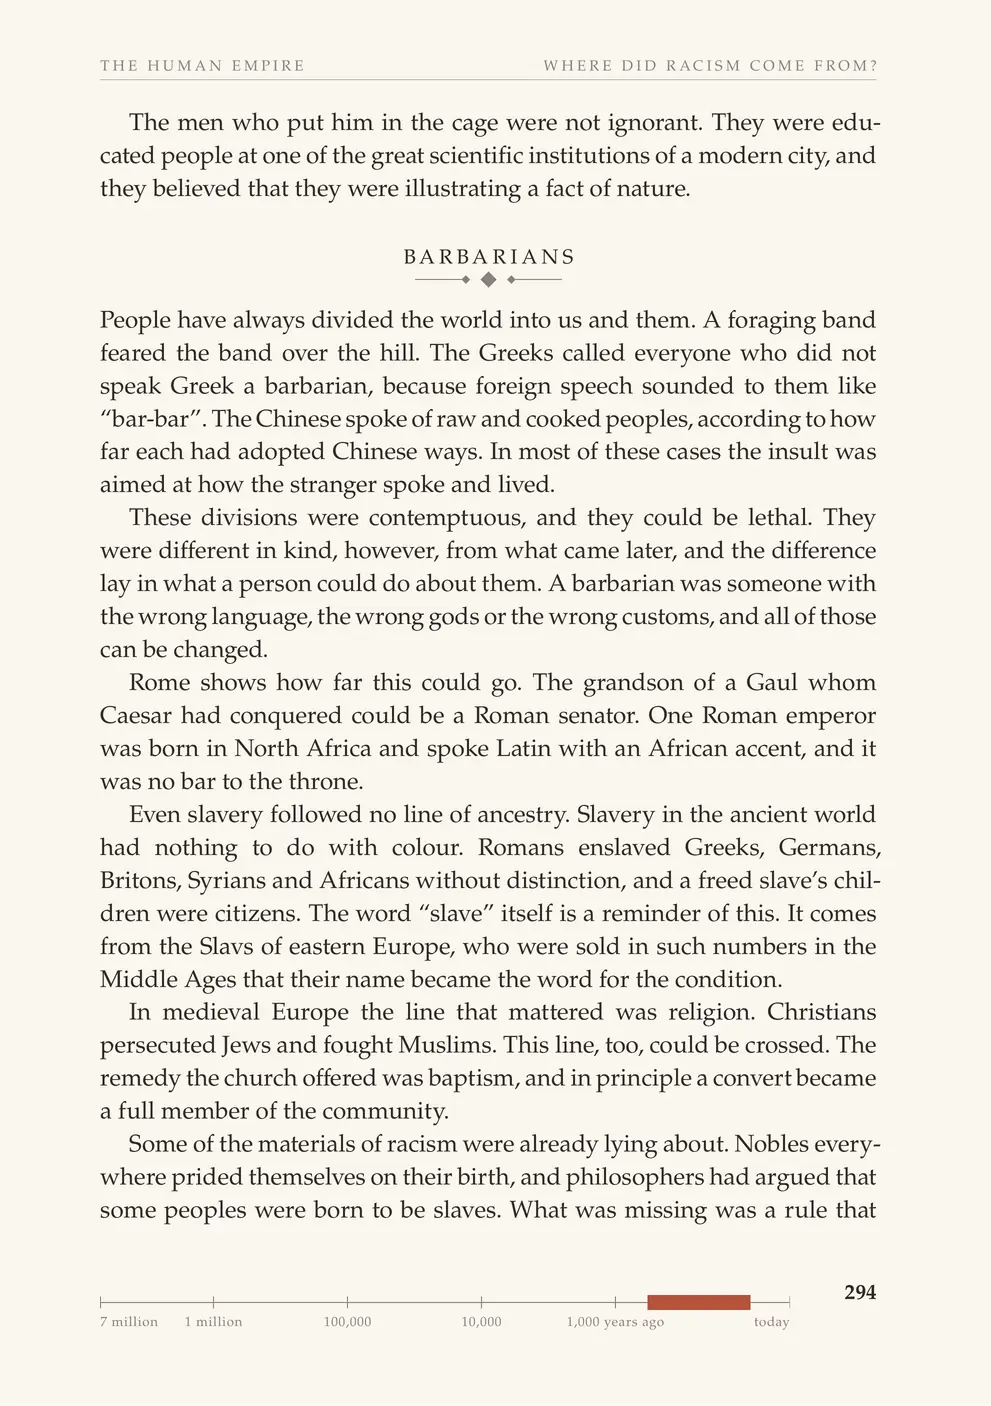 THE HUMAN EMPIRE
WHERE DID RACISM COME FROM?
The men who put him in the cage were not ignorant. They were edu-
cated people at one of the great scientific institutions of a modern city, and
they believed that they were illustrating a fact of nature.
BARBARIANS
People have always divided the world into us and them. A foraging band
feared the band over the hill. The Greeks called everyone who did not
speak Greek a barbarian, because foreign speech sounded to them like
“bar-bar”. The Chinese spoke of raw and cooked peoples, according to how
far each had adopted Chinese ways. In most of these cases the insult was
aimed at how the stranger spoke and lived.
These divisions were contemptuous, and they could be lethal. They
were different in kind, however, from what came later, and the difference
lay in what a person could do about them. A barbarian was someone with
the wrong language, the wrong gods or the wrong customs, and all of those
can be changed.
Rome shows how far this could go. The grandson of a Gaul whom
Caesar had conquered could be a Roman senator. One Roman emperor
was born in North Africa and spoke Latin with an African accent, and it
was no bar to the throne.
Even slavery followed no line of ancestry. Slavery in the ancient world
had nothing to do with colour. Romans enslaved Greeks, Germans,
Britons, Syrians and Africans without distinction, and a freed slave’s chil-
dren were citizens. The word “slave” itself is a reminder of this. It comes
from the Slavs of eastern Europe, who were sold in such numbers in the
Middle Ages that their name became the word for the condition.
In medieval Europe the line that mattered was religion. Christians
persecuted Jews and fought Muslims. This line, too, could be crossed. The
remedy the church offered was baptism, and in principle a convert became
a full member of the community.
Some of the materials of racism were already lying about. Nobles every-
where prided themselves on their birth, and philosophers had argued that
some peoples were born to be slaves. What was missing was a rule that
294
7 million
1 million
100,000
10,000
1,000 years ago
today